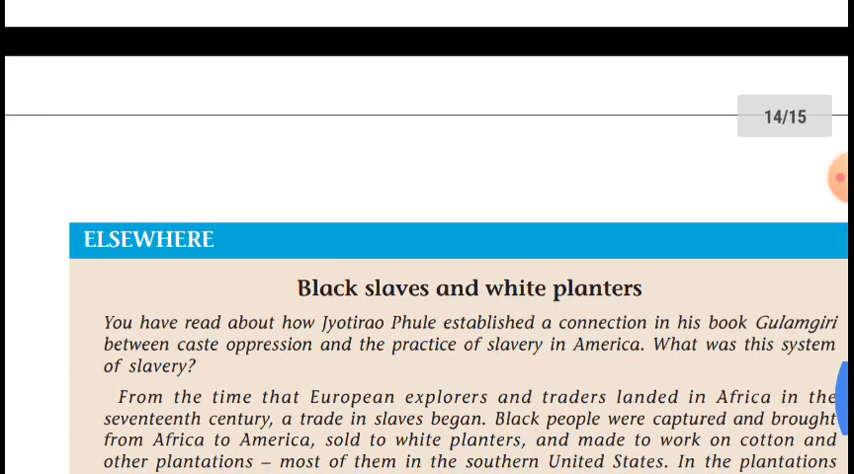 14/15
ELSEWHERE
Black slaves and white planters
You have read about how Jyotirao Phule established a connection in his book Gulamgiri
between caste oppression and the practice of slavery in America. What was this system
of slavery?
From the time that European explorers and traders landed in Africa in the
seventeenth century, a trade in slaves began. Black people were captured and brought
from Africa to America, sold to white planters, and made to work on cotton and
other plantations – most of them in the southern United States. In the plantations